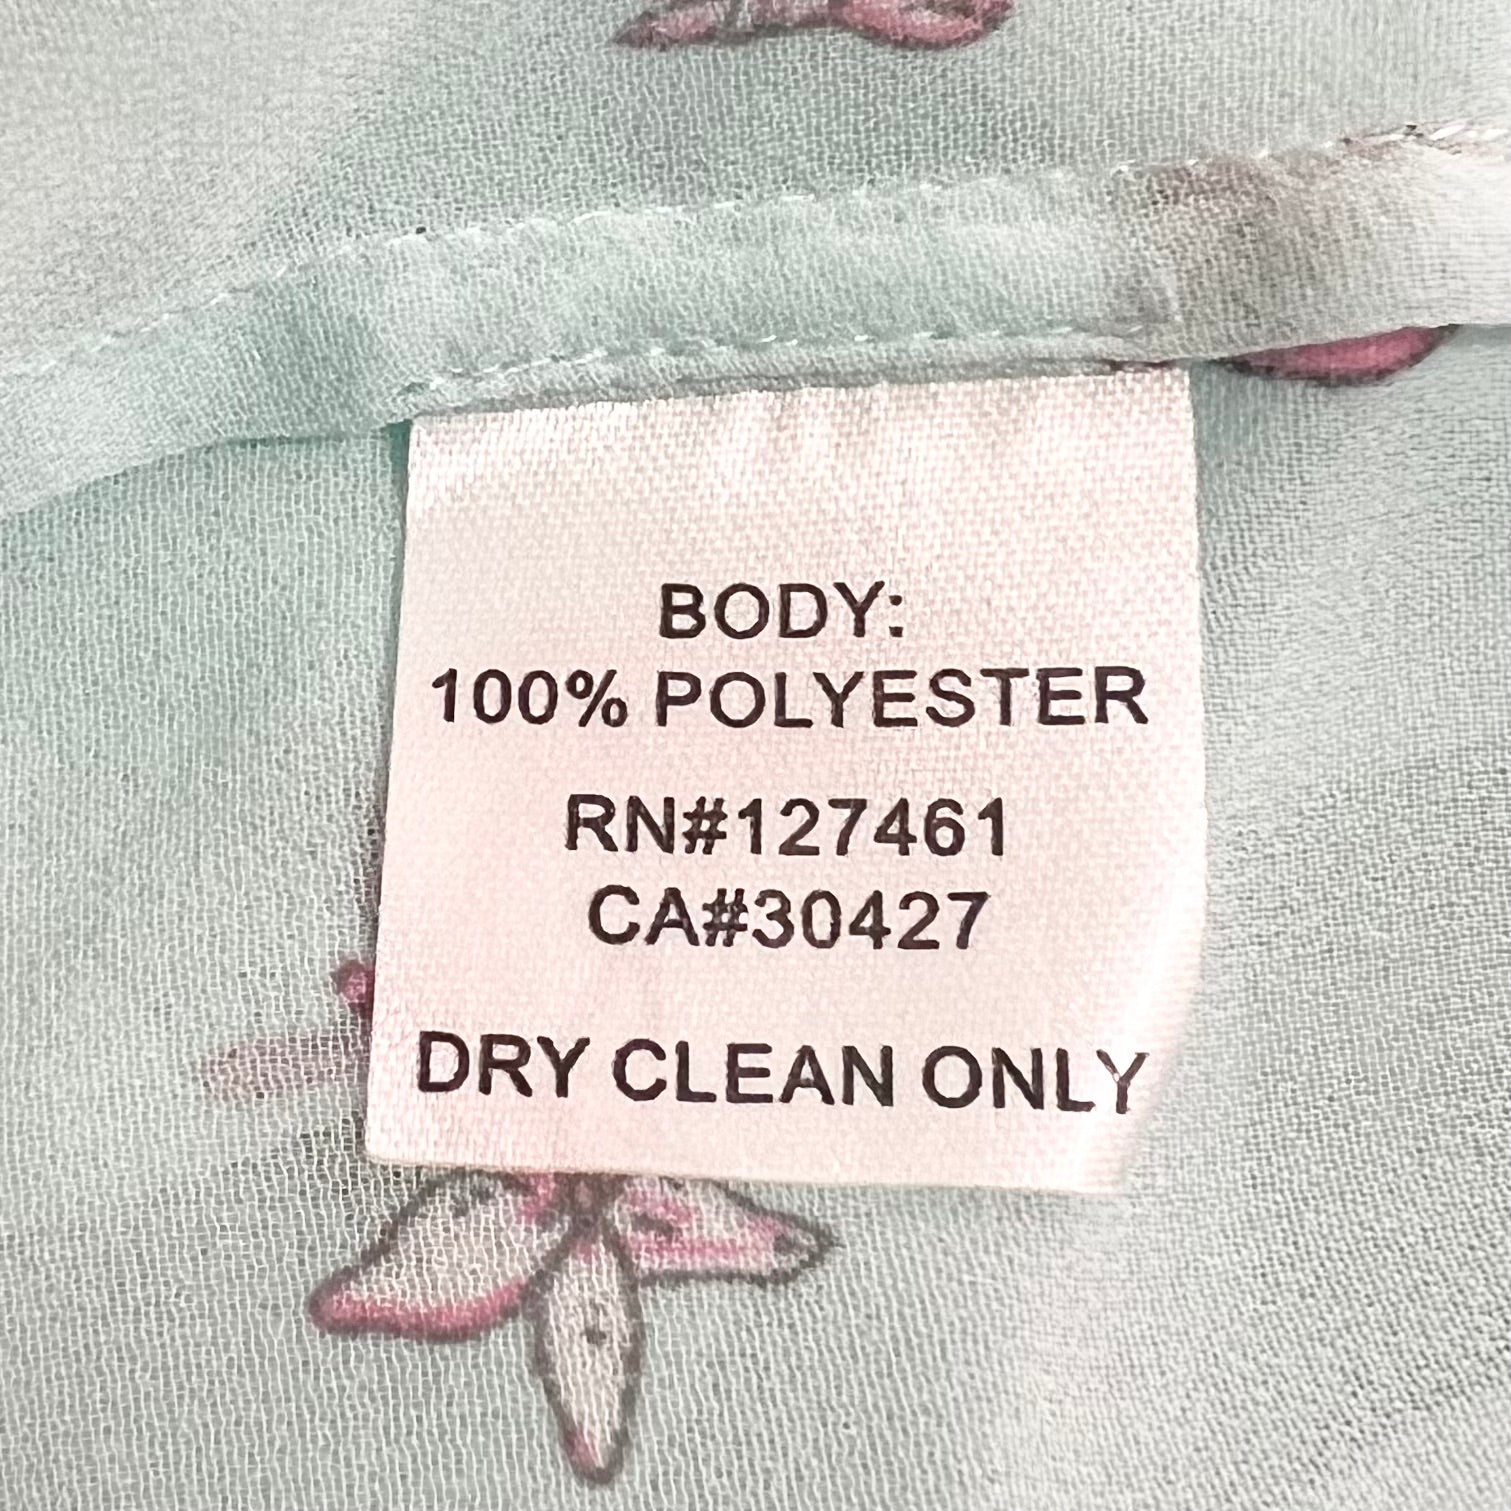 BODY:
100% POLYESTER
RN#127461
CA#30427
DRY CLEAN ONLY